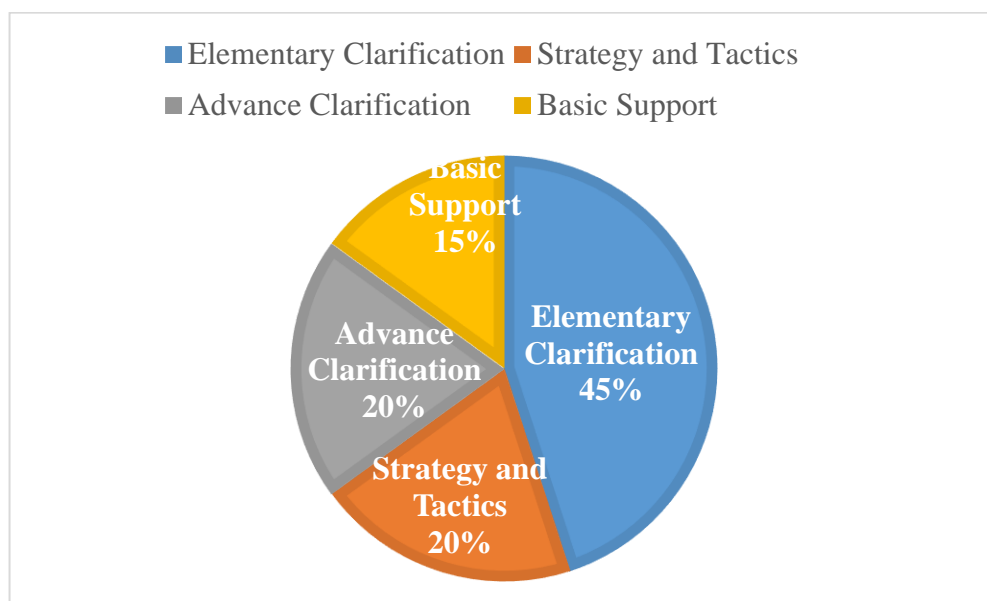 Elementary Clarification Strategy and Tactics
Advance Clarification Basic Support
Basic
Support
15%
Elementary
Clarification
45%
Advance
Clarification
20%
Strategy and
Tactics
20%